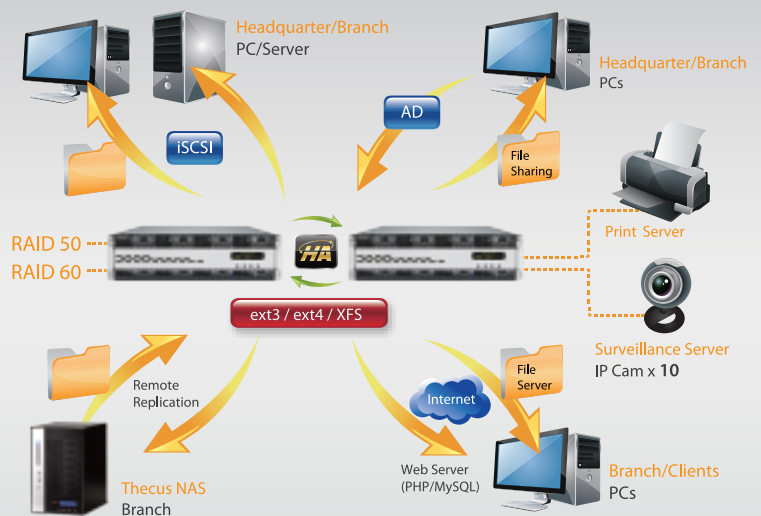 Headquarter/Branch
PC/Server
Headquarter/Branch
PCs
iSCSI
AD
File
Sharing
RAID 50
RAID 60
HA
Print Server
ext3 / ext4 / XFS
Surveillance Server
IP Cam x 10
Remote
Replication
Internet
File
Server
Thecus NAS
Branch
Web Server
(PHP/MySQL)
Branch/Clients
PCs